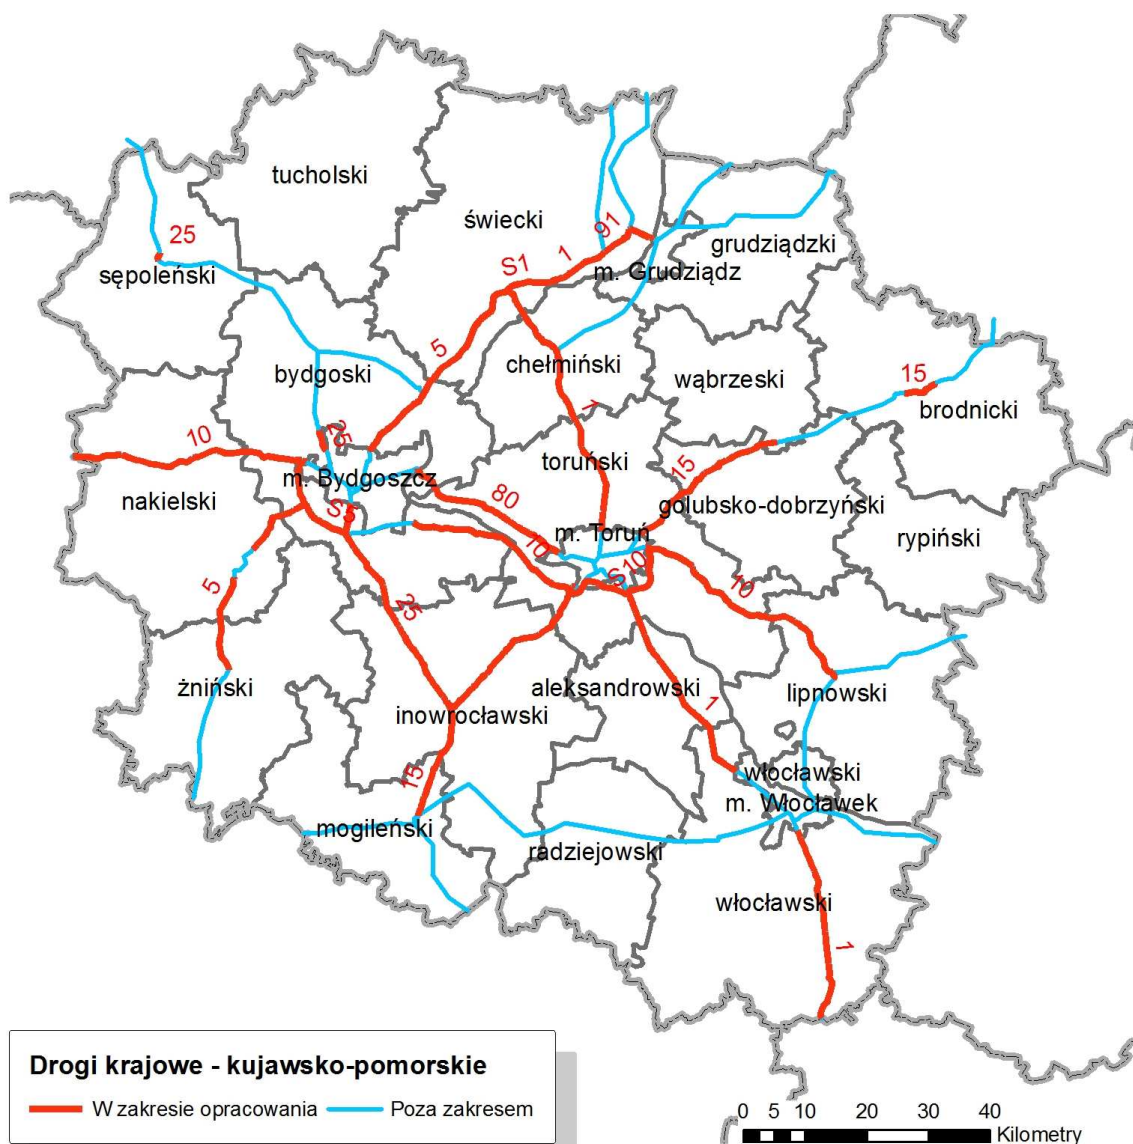 tucholski
świecki
91
25
grudziądzki
S1
1
m. Grudziądz
sępoleński
5
chełmiński
bydgoski
wąbrzeski
15
brodnicki
1
25
10
toruński
15
m. Bydgoszcz
nakielski
80
golubsko-dobrzyński
S5
m. Toruń
rypiński
10
S10
10
5
25
żniński
aleksandrowski
lipnowski
1
inowrocławski
15
włocławski
m. Włocławek
mogileński
radziejowski
włocławski
1
Drogi krajowe - kujawsko-pomorskie
W zakresie opracowania
Poza zakresem
0 5 10 20 30 40
Kilometry